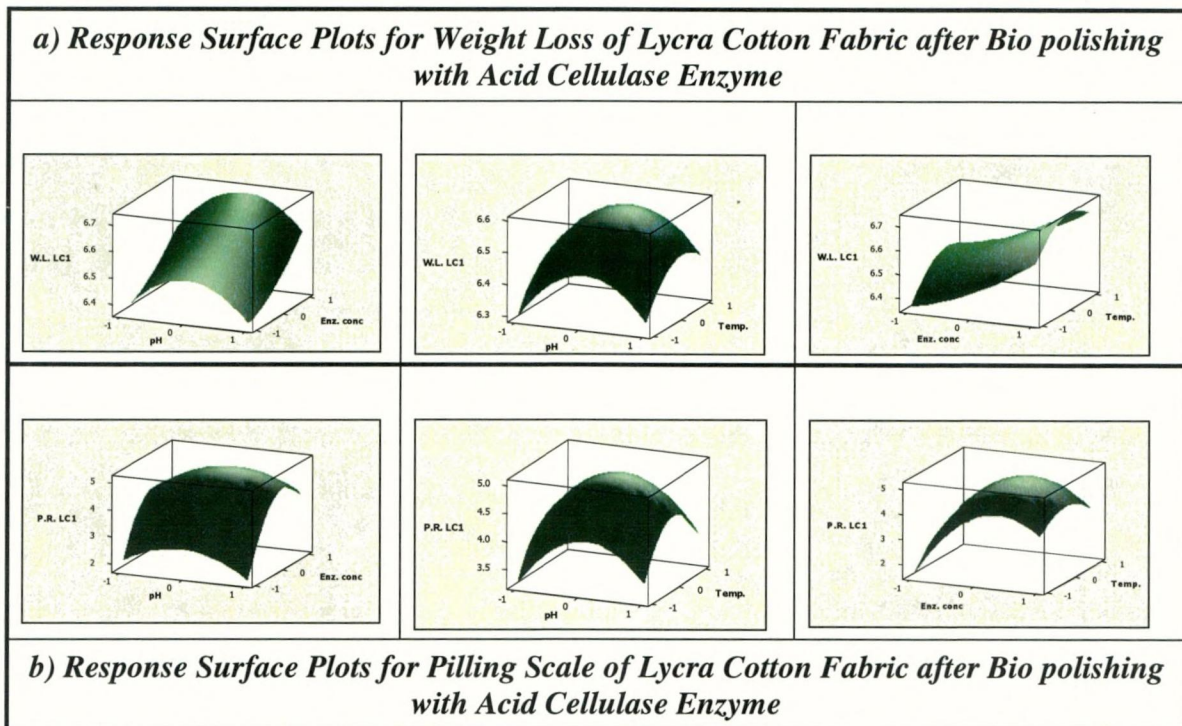 a) Response Surface Plots for Weight Loss of Lycra Cotton Fabric after Bio polishing
with Acid Cellulase Enzyme
6.7
6.6
W.L. LC1
6.5
6.4
-1
0
pH
1
-1
0
Enz. conc
1
6.6
6.5
W.L. LC1
6.4
6.3
-1
0
pH
1
-1
0
Temp.
1
6.7
6.6
W.L. LC1
6.5
6.4
-1
0
Enz. conc
1
-1
0
Temp.
1
5
4
P.R. LC1
3
2
-1
0
pH
1
-1
0
Enz. conc
1
5.0
4.5
P.R. LC1
4.0
3.5
-1
0
pH
1
-1
0
Temp.
1
5
4
P.R. LC1
3
2
-1
0
Enz. conc
1
-1
0
Temp.
1
b) Response Surface Plots for Pilling Scale of Lycra Cotton Fabric after Bio polishing
with Acid Cellulase Enzyme